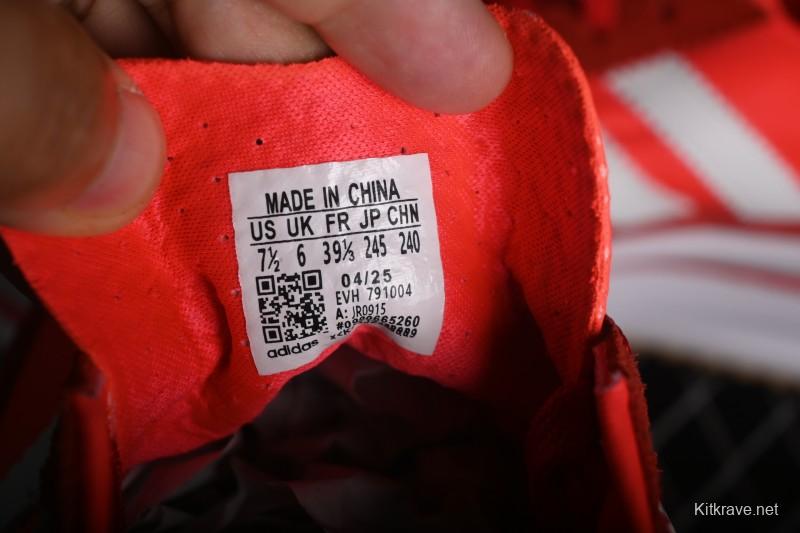 MADE IN CHINA
US UK FR JP CHN
7½ 6 39⅓ 245 240
04/25
EVH 791004
A: JR0915
adidas
Kitkrave.net